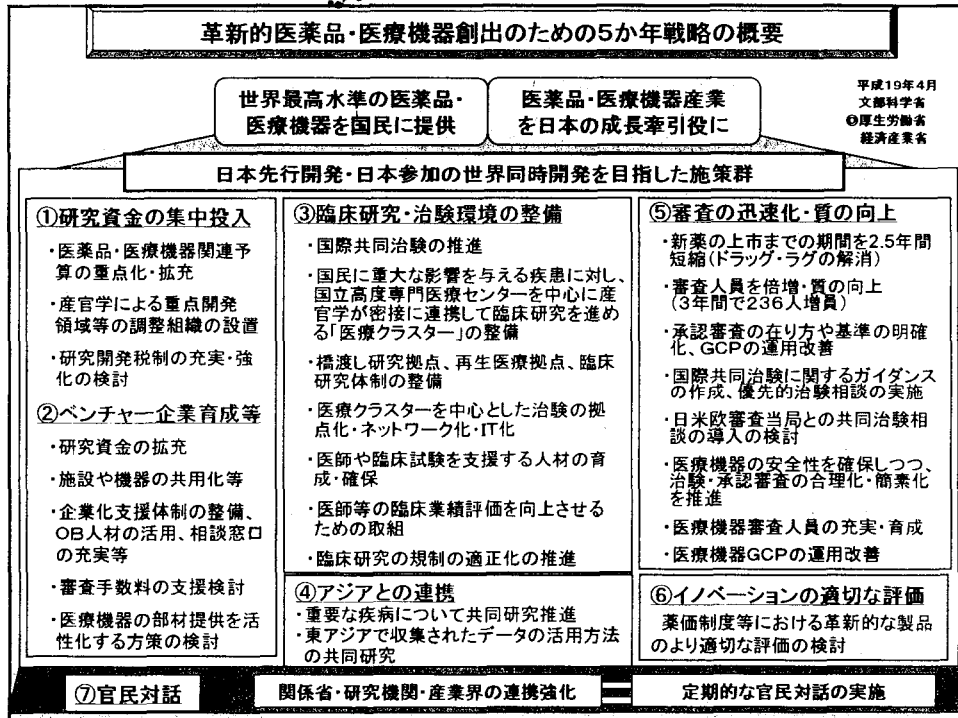 革新的医薬品・医療機器創出のための5か年戦略の概要
世界最高水準の医薬品・
医療機器を国民に提供
医薬品・医療機器産業
を日本の成長牽引役に
平成19年4月
文部科学省
厚生労働省
経済産業省
日本先行開発・日本参加の世界同時開発を目指した施策群
①研究資金の集中投入
・医薬品・医療機器関連予
算の重点化・拡充
・産官学による重点開発
領域等の調整組織の設置
・研究開発税制の充実・強
化の検討
②ベンチャー企業育成等
・研究資金の拡充
・施設や機器の共用化等
・企業化支援体制の整備、
OB人材の活用、相談窓口
の充実等
・審査手数料の支援検討
・医療機器の部材提供を活
性化する方策の検討
③臨床研究・治験環境の整備
・国際共同治験の推進
・国民に重大な影響を与える疾患に対し、
国立高度専門医療センターを中心に産
官学が密接に連携して臨床研究を進め
る「医療クラスター」の整備
・橋渡し研究拠点、再生医療拠点、臨床
研究体制の整備
・医療クラスターを中心とした治験の拠
点化・ネットワーク化・IT化
・医師や臨床試験を支援する人材の育
成・確保
・医師等の臨床業績評価を向上させる
ための取組
・臨床研究の規制の適正化の推進
④アジアとの連携
・重要な疾病について共同研究推進
・東アジアで収集されたデータの活用方法
の共同研究
⑤審査の迅速化・質の向上
・新薬の上市までの期間を2.5年間
短縮(ドラッグ・ラグの解消)
・審査人員を倍増・質の向上
(3年間で236人増員)
・承認審査の在り方や基準の明確
化、GCPの運用改善
・国際共同治験に関するガイダンス
の作成、優先的治験相談の実施
・日米欧審査当局との共同治験相
談の導入の検討
・医療機器の安全性を確保しつつ、
治験・承認審査の合理化・簡素化
を推進
・医療機器審査人員の充実・育成
・医療機器GCPの運用改善
⑥イノベーションの適切な評価
薬価制度等における革新的な製品
のより適切な評価の検討
⑦官民対話
関係省・研究機関・産業界の連携強化
定期的な官民対話の実施